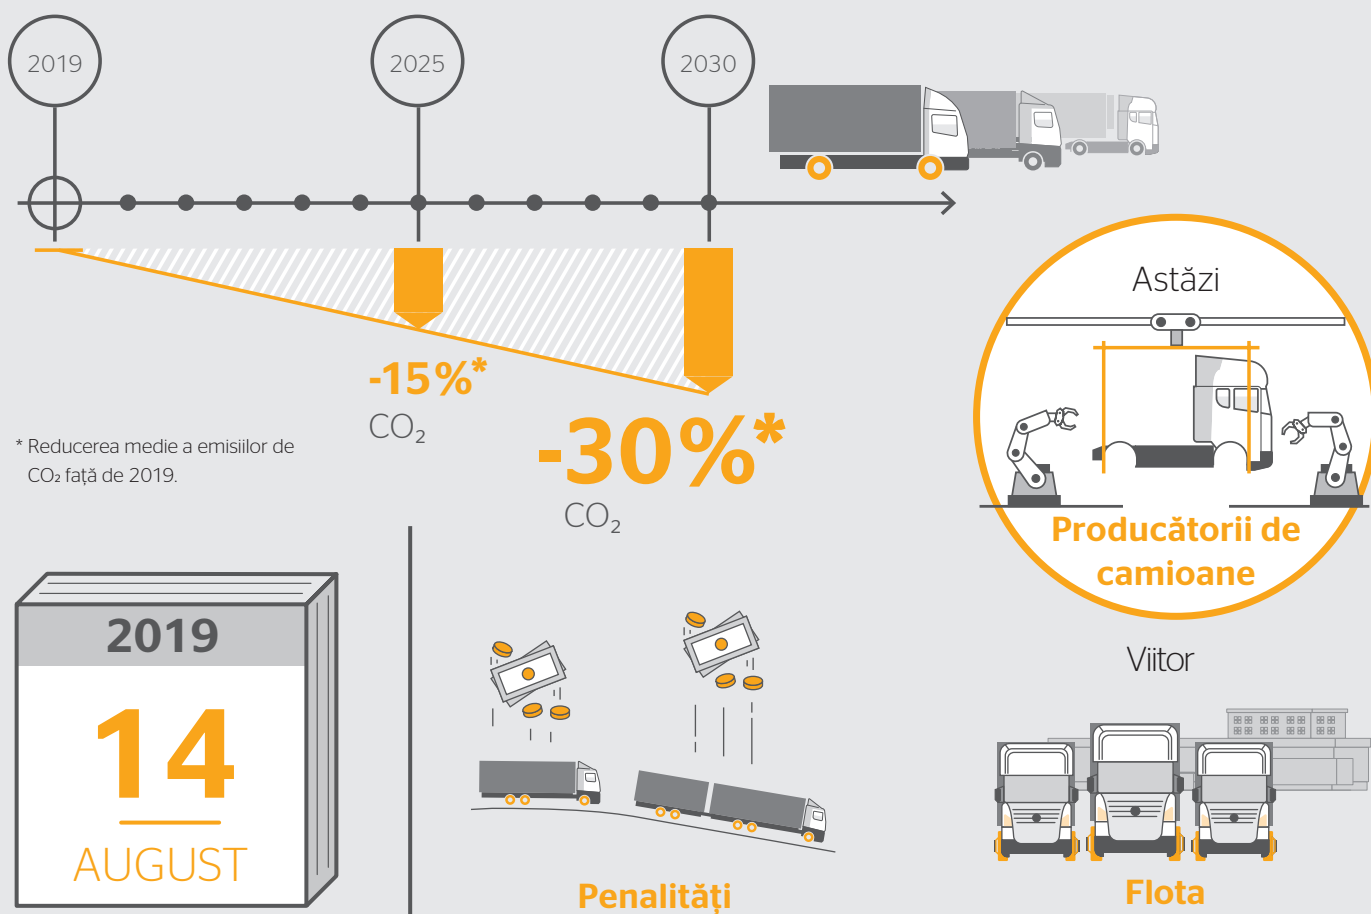 2019
2025
2030
-15%*
CO₂
-30%*
CO₂
* Reducerea medie a emisiilor de
CO₂ față de 2019.
Astăzi
Producătorii de
camioane
2019
14
AUGUST
Penalități
Viitor
Flota